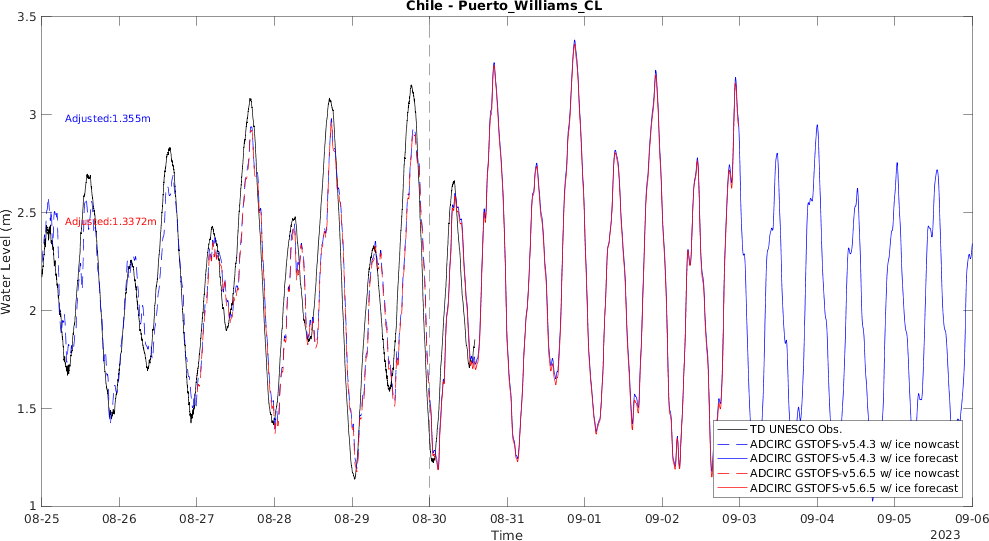 Chile - Puerto_Williams_CL
3.5
3
2.5
2
1.5
1
Water Level (m)
Adjusted:1.355m
Adjusted:1.3372m
TD UNESCO Obs.
ADCIRC GSTOFS-v5.4.3 w/ ice nowcast
ADCIRC GSTOFS-v5.4.3 w/ ice forecast
ADCIRC GSTOFS-v5.6.5 w/ ice nowcast
ADCIRC GSTOFS-v5.6.5 w/ ice forecast
08-25 08-26 08-27 08-28 08-29 08-30 08-31 09-01 09-02 09-03 09-04 09-05 09-06
Time
2023